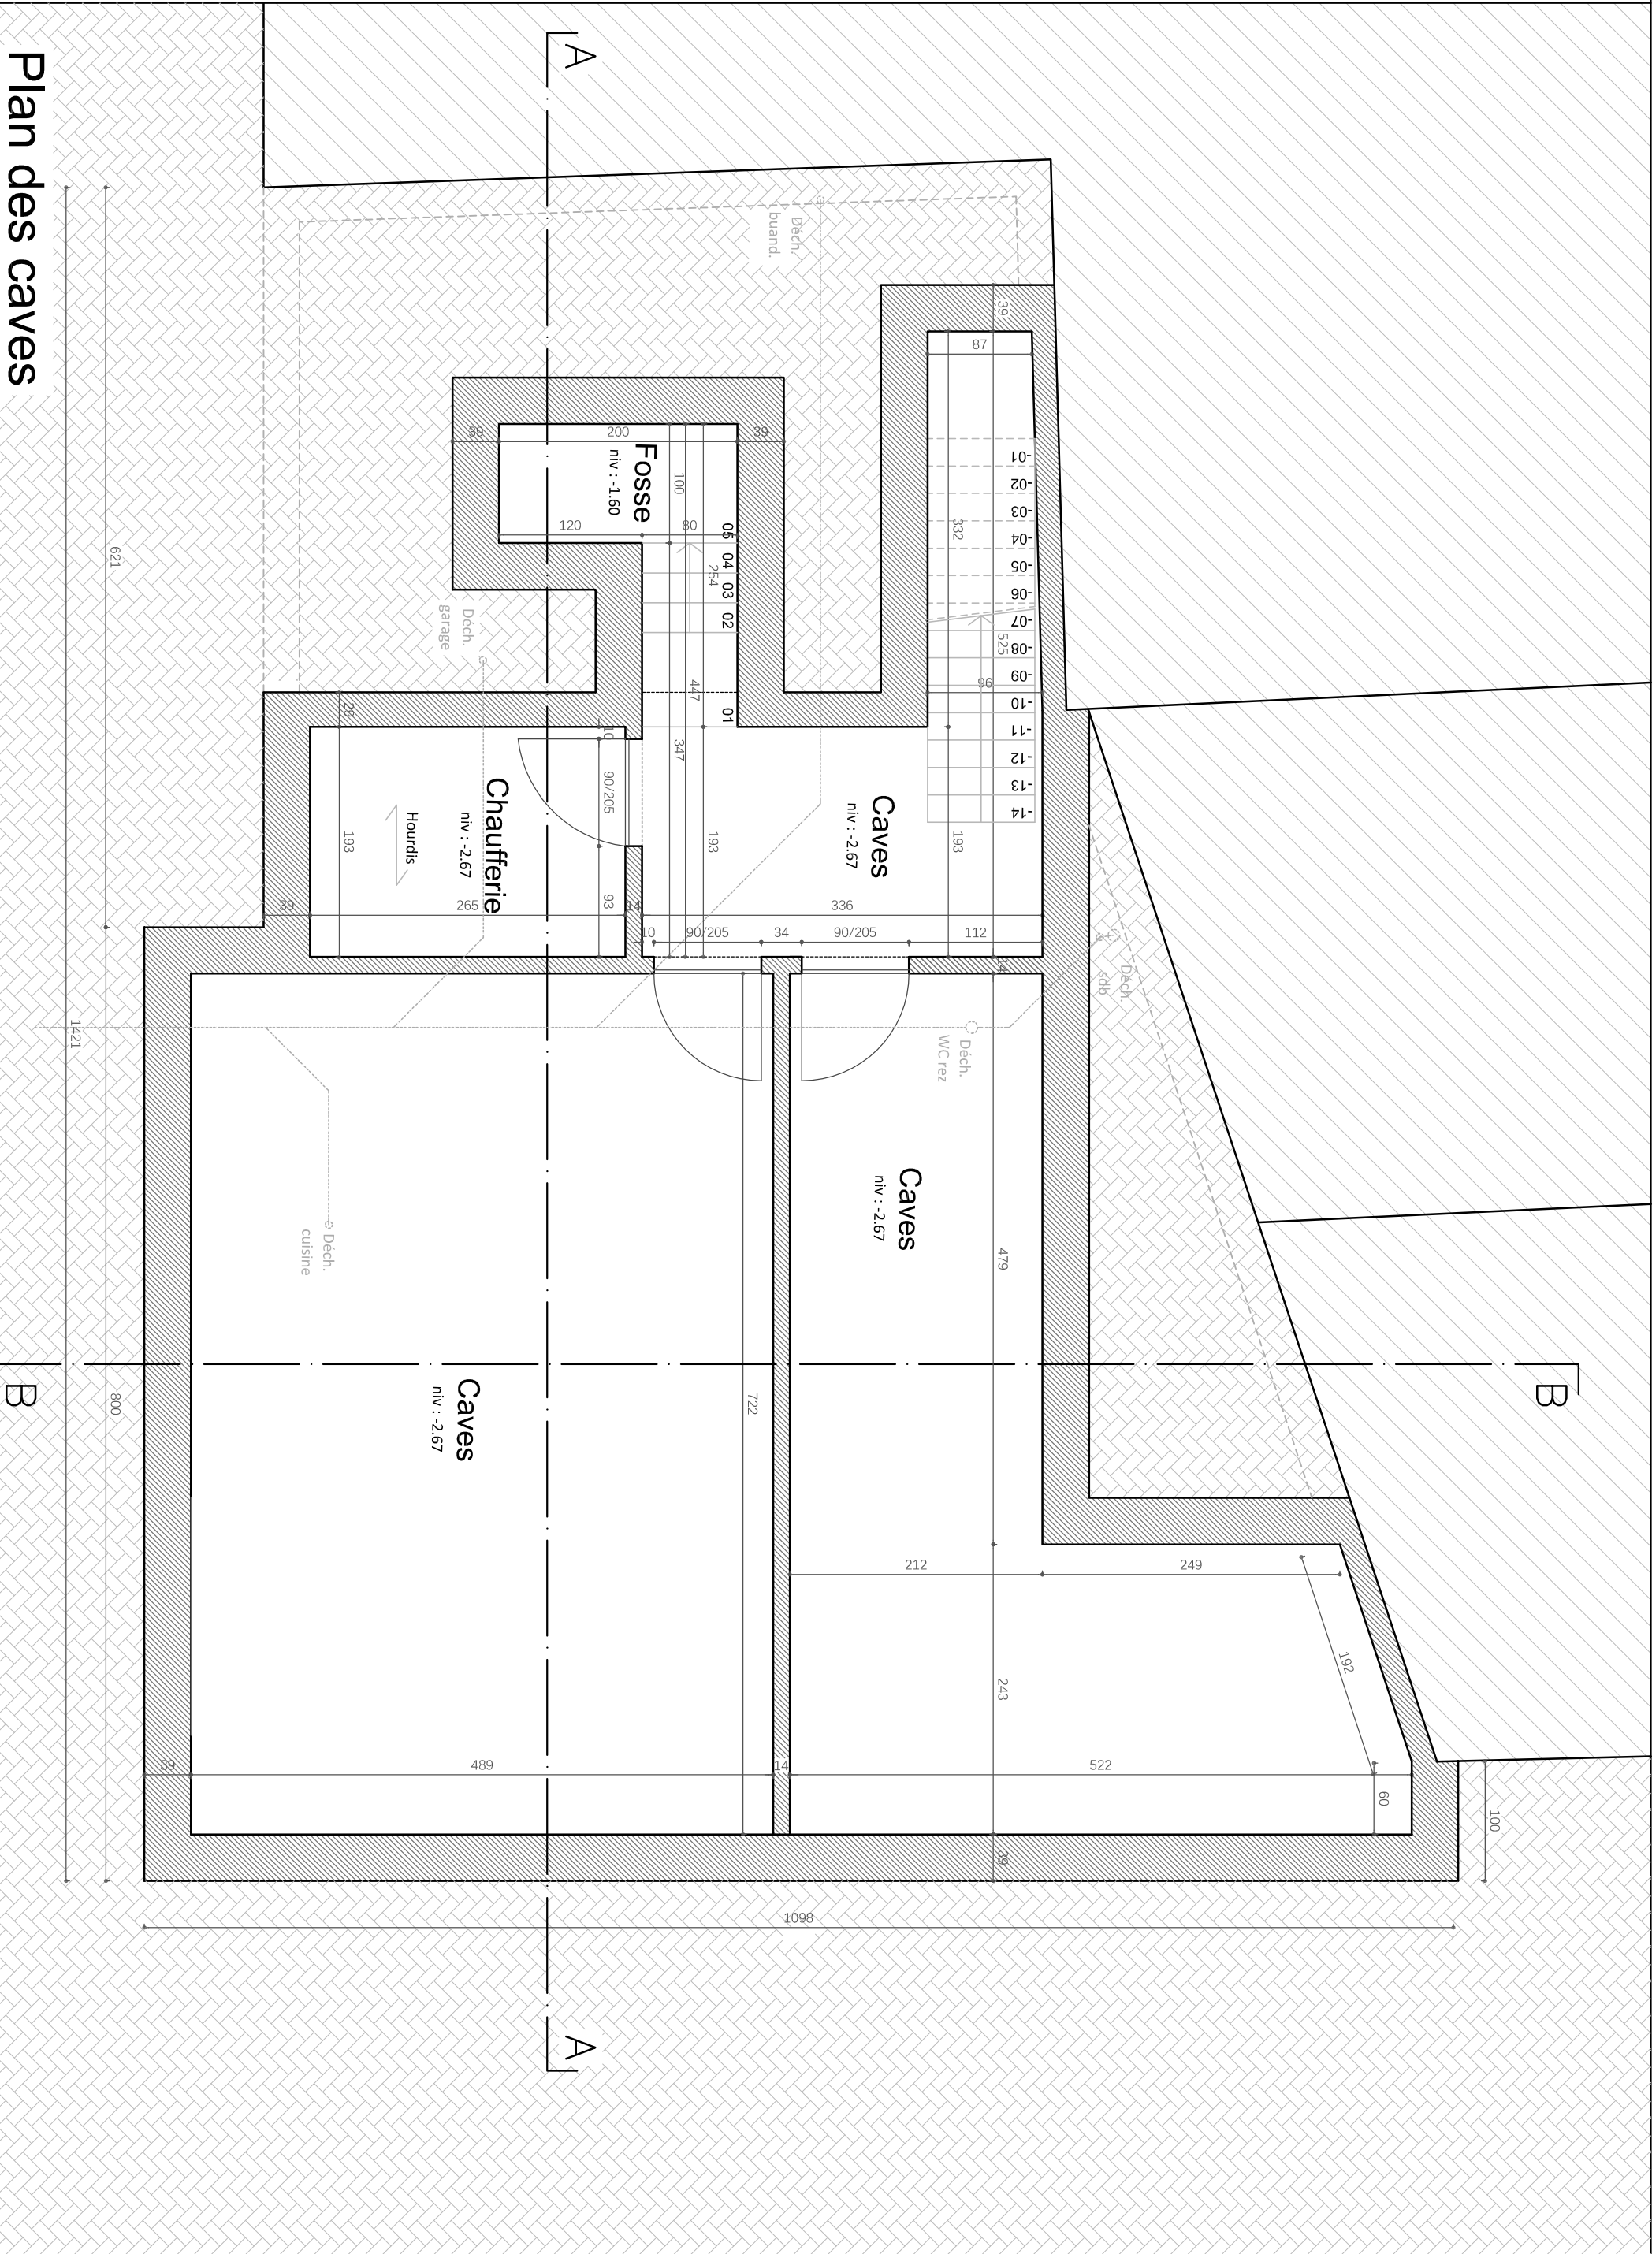 Plan des caves
A
A
B
B
Déch.
buand.
39
87
-01
-02
-03
-04
-05
-06
-07
-08
-09
-10
-11
-12
-13
-14
332
525
96
193
39
200
39
Fosse
niv : -1.60
100
120
80
254
05
04
03
02
01
447
347
193
Déch.
garage
29
10
90/205
93
193
Chaufferie
niv : -2.67
Hourdis
39
265
14
336
Caves
niv : -2.67
10
90/205
34
90/205
112
14
Déch.
sdb
Déch.
WC rez
Déch.
cuisine
Caves
niv : -2.67
479
Caves
niv : -2.67
722
212
249
192
243
60
100
39
489
14
522
39
1098
621
800
1421